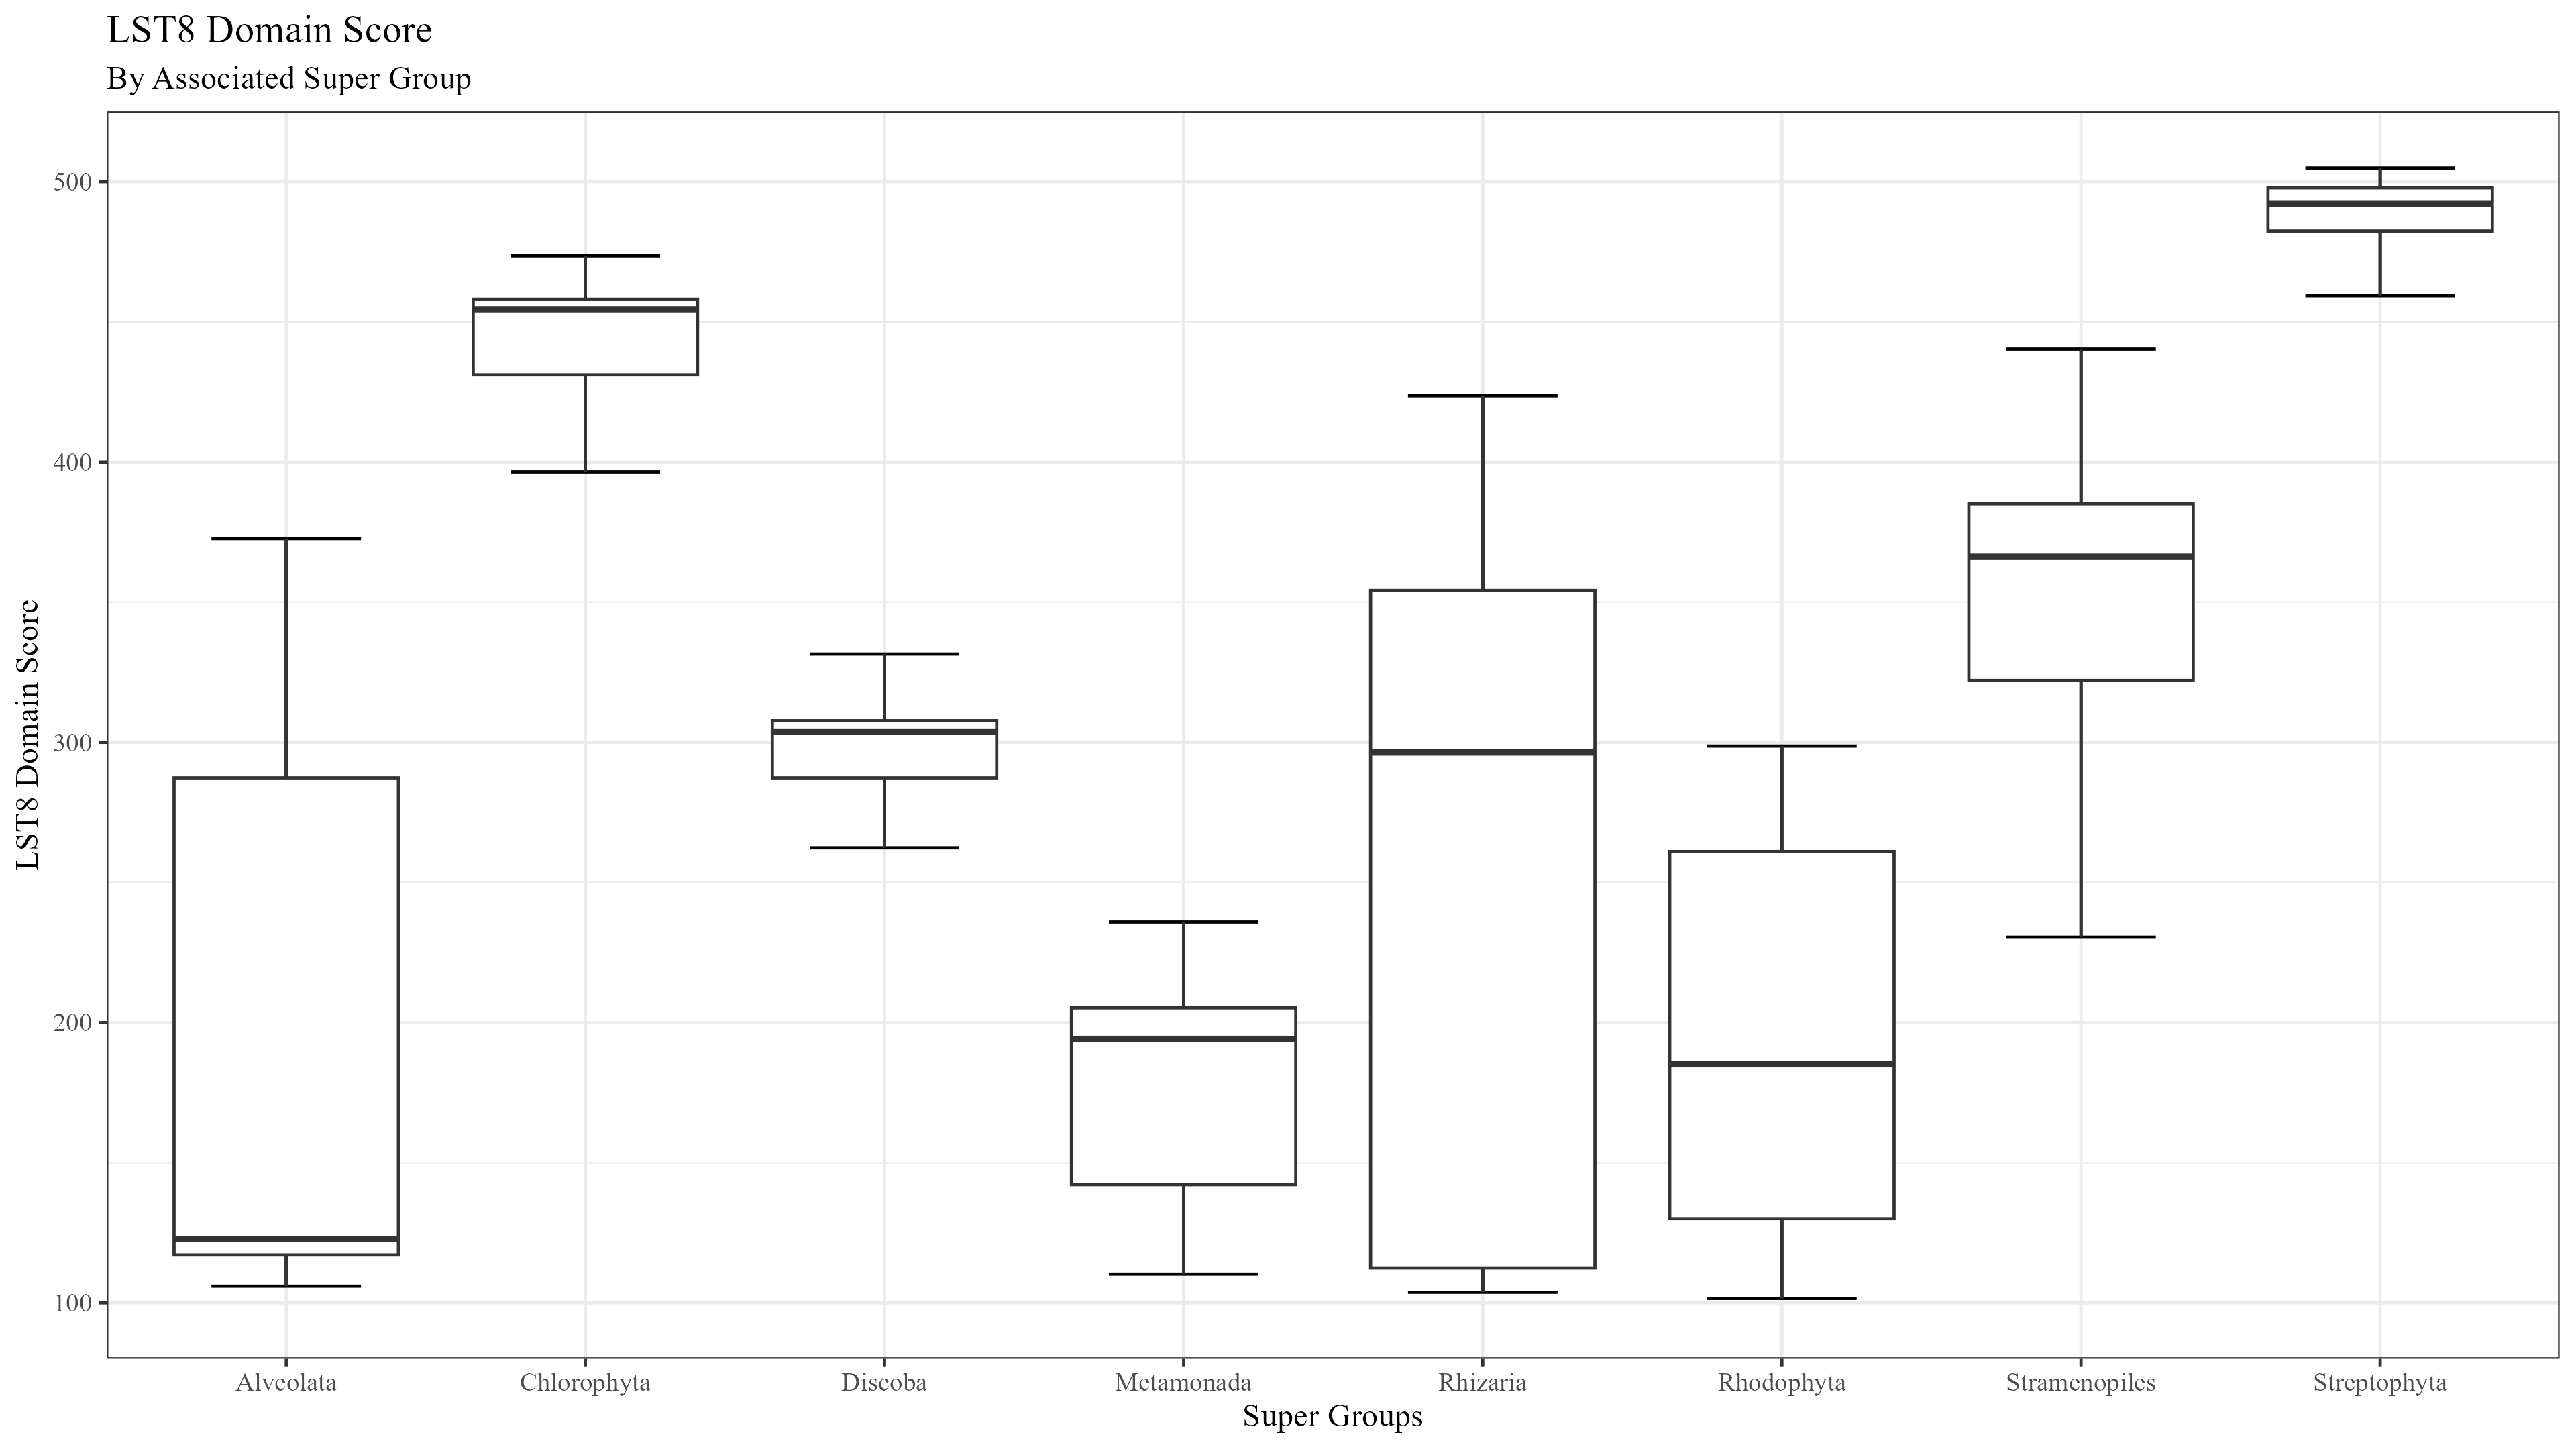 LST8 Domain Score
By Associated Super Group
LST8 Domain Score
500
400
300
200
100
Alveolata
Chlorophyta
Discoba
Metamonada
Rhizaria
Rhodophyta
Stramenopiles
Streptophyta
Super Groups